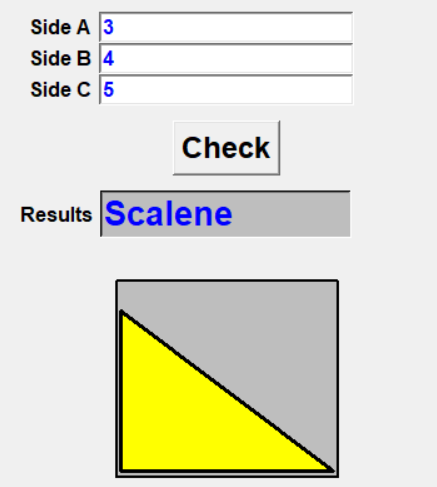 Side A 3
Side B 4
Side C 5
Check
Results Scalene